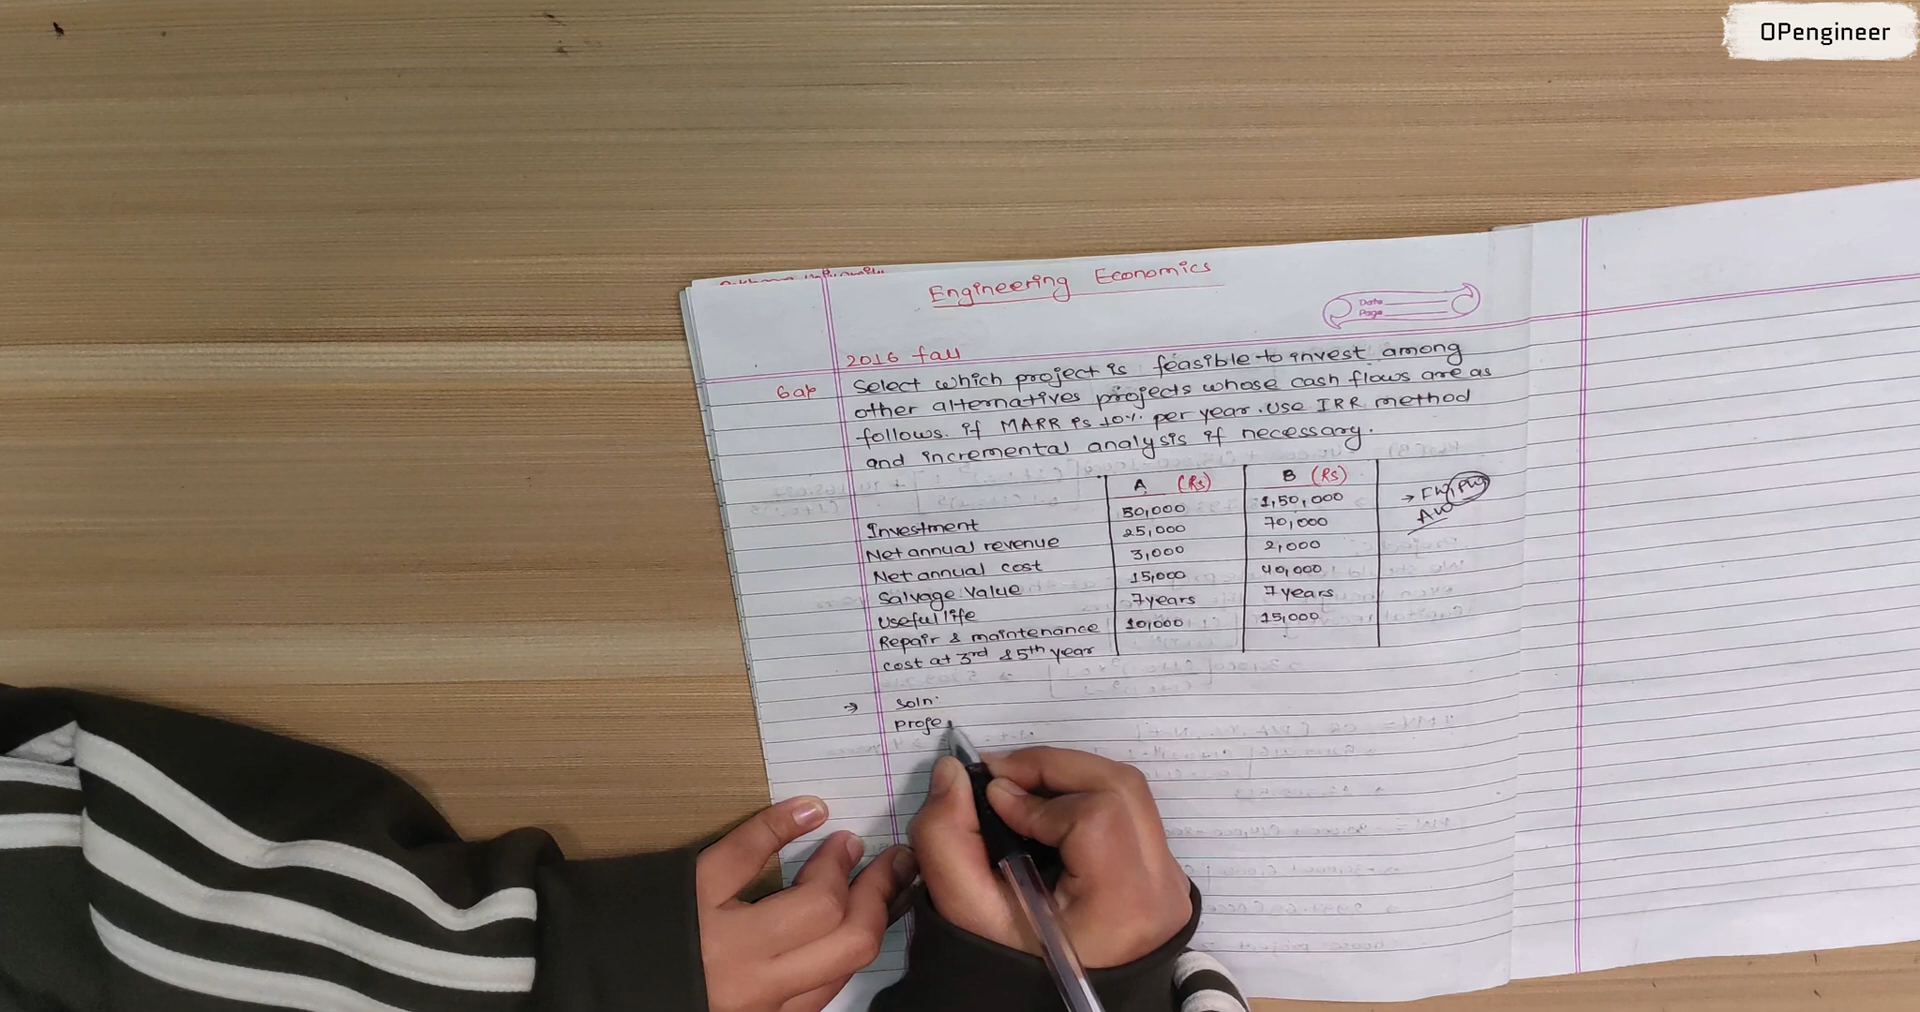 OPengineer
Engineering Economics
Date
Page
2016 fall
6a) Select which project is feasible to invest among
other alternatives projects whose cash flows are as
follows. if MARR is 10% per year. Use IRR method
and incremental analysis if necessary.
A (Rs) B (Rs)
Investment 50,000 1,50,000 → FW, PW
Net annual revenue 25,000 70,000 AW
Net annual cost 3,000 2,000
Salvage Value 15,000 40,000
Useful life 7years 7 years
Repair & maintenance 10,000 15,000
cost at 3rd & 5th year
→ soln:
proje